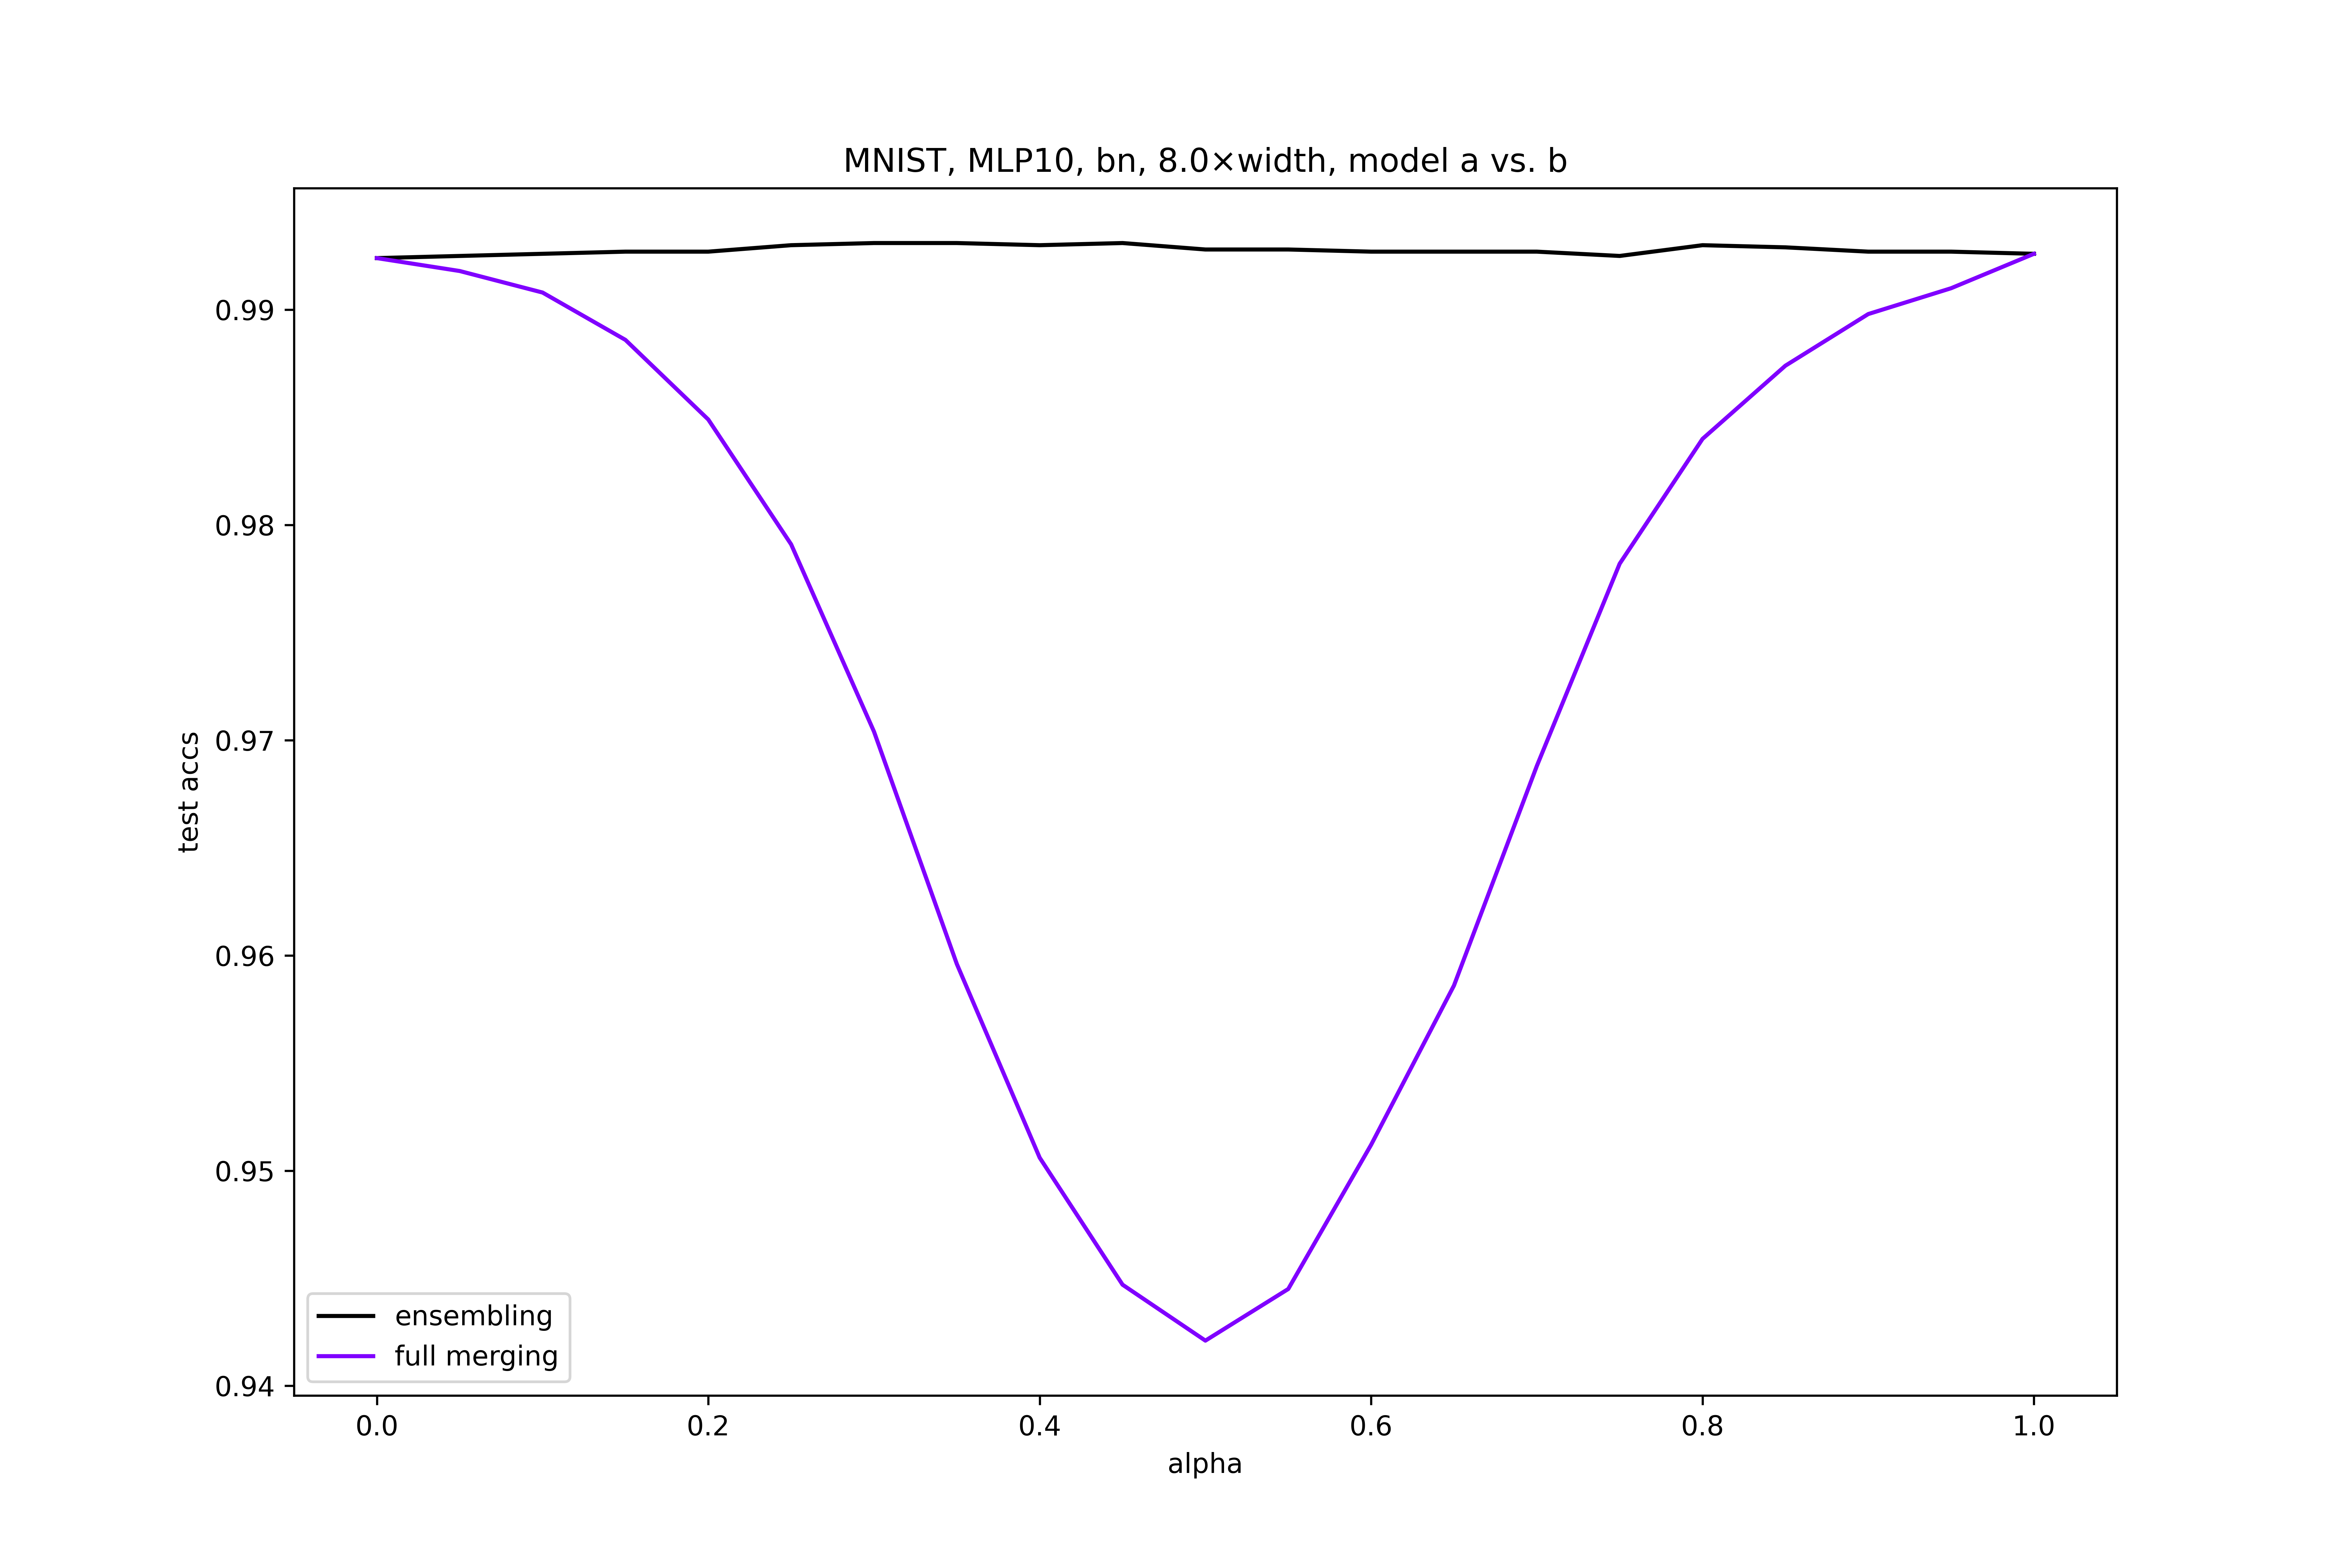 MNIST, MLP10, bn, 8.0×width, model a vs. b
0.99
0.98
0.97
0.96
0.95
0.94
test accs
ensembling
full merging
0.0 0.2 0.4 0.6 0.8 1.0
alpha